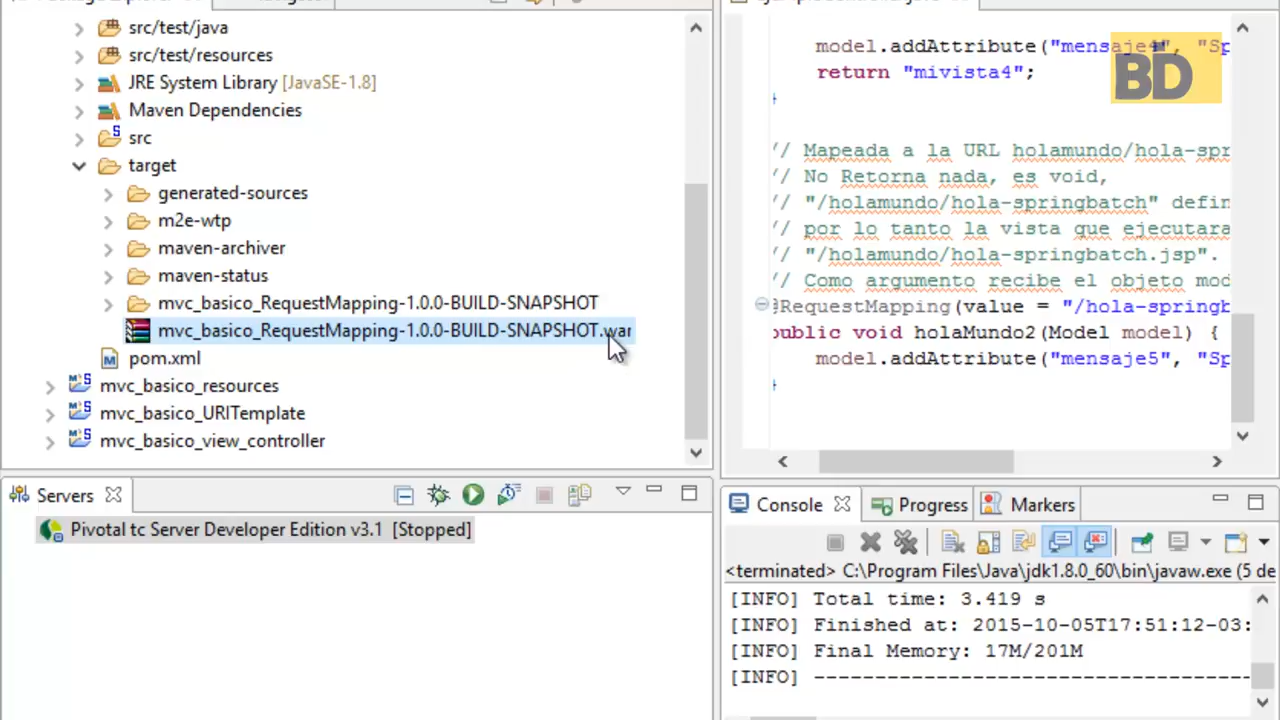 src/test/java
src/test/resources
JRE System Library [JavaSE-1.8]
Maven Dependencies
src
target
generated-sources
m2e-wtp
maven-archiver
maven-status
mvc_basico_RequestMapping-1.0.0-BUILD-SNAPSHOT
mvc_basico_RequestMapping-1.0.0-BUILD-SNAPSHOT.war
pom.xml
mvc_basico_resources
mvc_basico_URITemplate
mvc_basico_view_controller
Servers
Pivotal tc Server Developer Edition v3.1 [Stopped]
model.addAttribute("mensaje4", "Sp
return "mivista4";
}
BD
// Mapeada a la URL holamundo/hola-spr
// No Retorna nada, es void,
// "/holamundo/hola-springbatch" defin
// por lo tanto la vista que ejecutara
// "/holamundo/hola-springbatch.jsp".
// Como argumento recibe el objeto mod
@RequestMapping(value = "/hola-springb
public void holaMundo2(Model model) {
model.addAttribute("mensaje5", "Sp
}
Console Progress Markers
<terminated> C:\Program Files\Java\jdk1.8.0_60\bin\javaw.exe (5 de
[INFO] Total time: 3.419 s
[INFO] Finished at: 2015-10-05T17:51:12-03:
[INFO] Final Memory: 17M/201M
[INFO] -----------------------------------